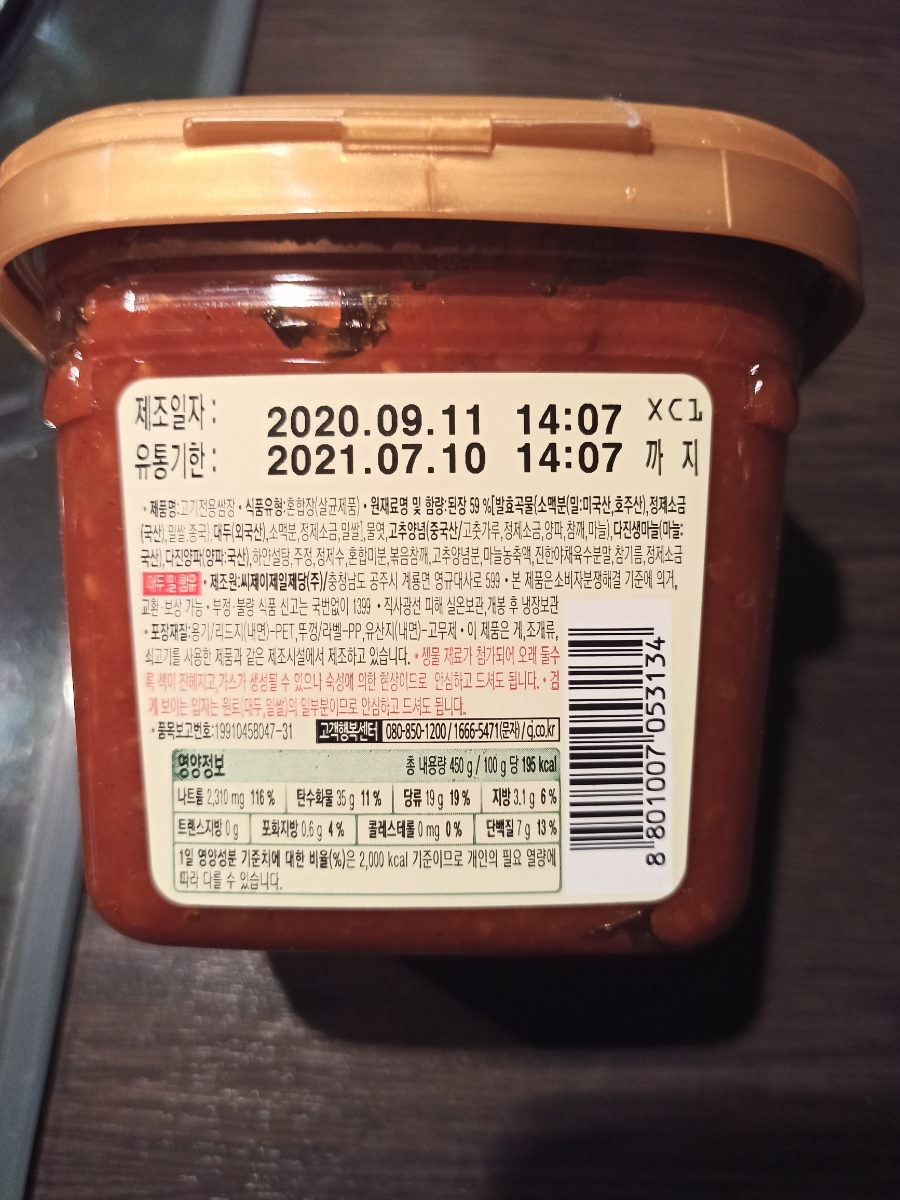 제조일자 : 2020.09.11 14:07 XC1
유통기한 : 2021.07.10 14:07 까 지
• 제품명:고기전용쌈장 • 식품유형:혼합장(살균제품) • 원재료명 및 함량:된장 59 %[발효곡물{소맥분(밀:미국산,호주산), 정제소금
(국산),밀쌀,중국}, 대두(외국산),소맥분,정제소금,밀쌀], 물엿,고추양념(중국산/고춧가루,정제소금,양파,참깨,마늘), 다진생마늘(마늘:
국산),다진양파(양파:국산),하얀설탕,주정,정제수,혼합미분,볶음참깨,고추양념분,마늘농축액,진한야채육수분말,참기름,정제소금
대두,밀 함유 • 제조원:씨제이제일제당(주)/충청남도 공주시 계룡면 영규대사로 599 • 본 제품은 소비자분쟁해결 기준에 의거,
교환·보상 가능 • 부정·불량 식품 신고는 국번없이 1399 • 직사광선 피해 실온보관,개봉 후 냉장보관
• 포장재질:용기/리드지(내면)-PET,뚜껑/라벨-PP,유산지(내면)-고무제 • 이 제품은 계,조개류,
쇠고기를 사용한 제품과 같은 제조시설에서 제조하고 있습니다. • 생물 재료가 첨가되어 오래 둘수
록 색이 진해지고,가스가 생성될 수 있으나 숙성에 의한 현상이므로 안심하고 드셔도 됩니다. • 검
게 보이는 입자는 원료(대두,밀쌀)의 일부분이므로 안심하고 드셔도 됩니다.
• 품목보고번호:19910458047-31 고객행복센터 080-850-1200 / 1666-5471(문자) / cj.co.kr
영양정보 총 내용량 450 g / 100 g 당 195 kcal
나트륨 2,310 mg 116 % 탄수화물 35 g 11 % 당류 19 g 19 % 지방 3.1 g 6 %
트랜스지방 0 g 포화지방 0.6 g 4 % 콜레스테롤 0 mg 0 % 단백질 7 g 13 %
1일 영양성분 기준치에 대한 비율(%)은 2,000 kcal 기준이므로 개인의 필요 열량에
따라 다를 수 있습니다.
8 801007 053134